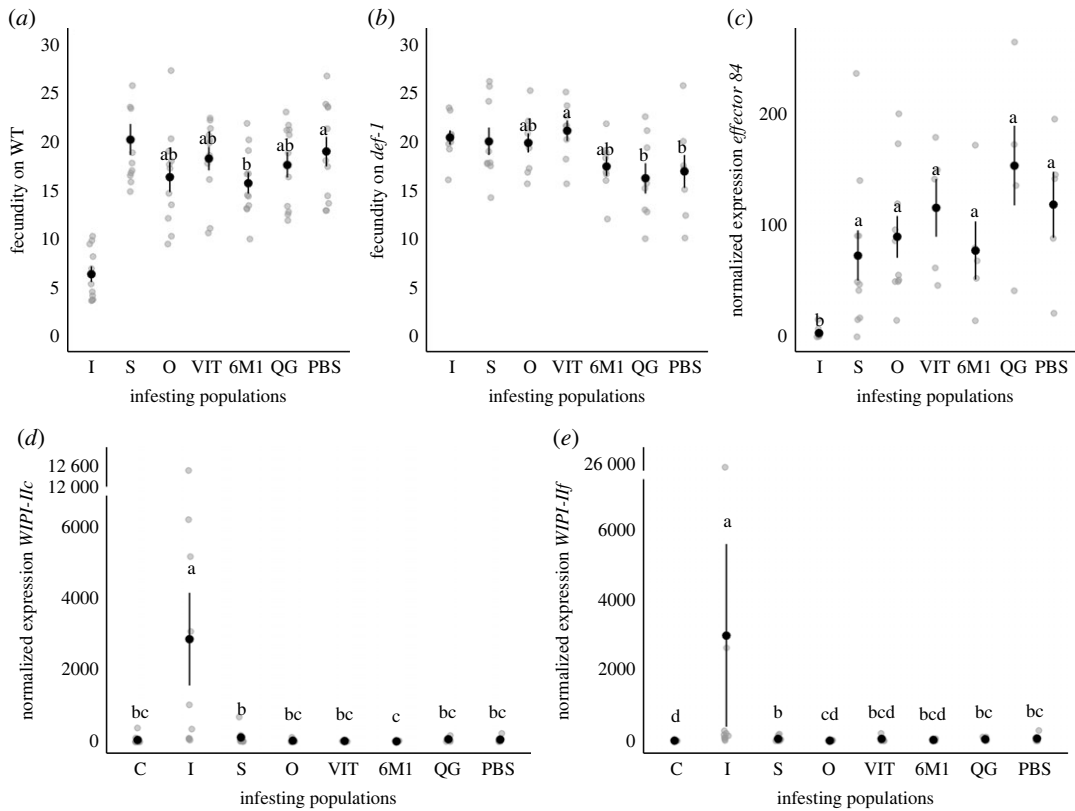 (a)
30
25
20
15
10
5
0
fecundity on WT
ab
ab
b
ab
a
I S O VIT 6M1 QG PBS
infesting populations
(b)
30
25
20
15
10
5
0
fecundity on def-1
ab
a
ab
b
b
I S O VIT 6M1 QG PBS
infesting populations
(c)
200
100
0
normalized expression effector 84
b
a
a
a
a
a
a
I S O VIT 6M1 QG PBS
infesting populations
(d)
12 600
12 000
6000
4000
2000
0
normalized expression WIPI-IIc
bc a b bc bc c bc bc
C I S O VIT 6M1 QG PBS
infesting populations
(e)
26 000
6000
4000
2000
0
normalized expression WIPI-IIf
d a b cd bcd bcd bc bc
C I S O VIT 6M1 QG PBS
infesting populations